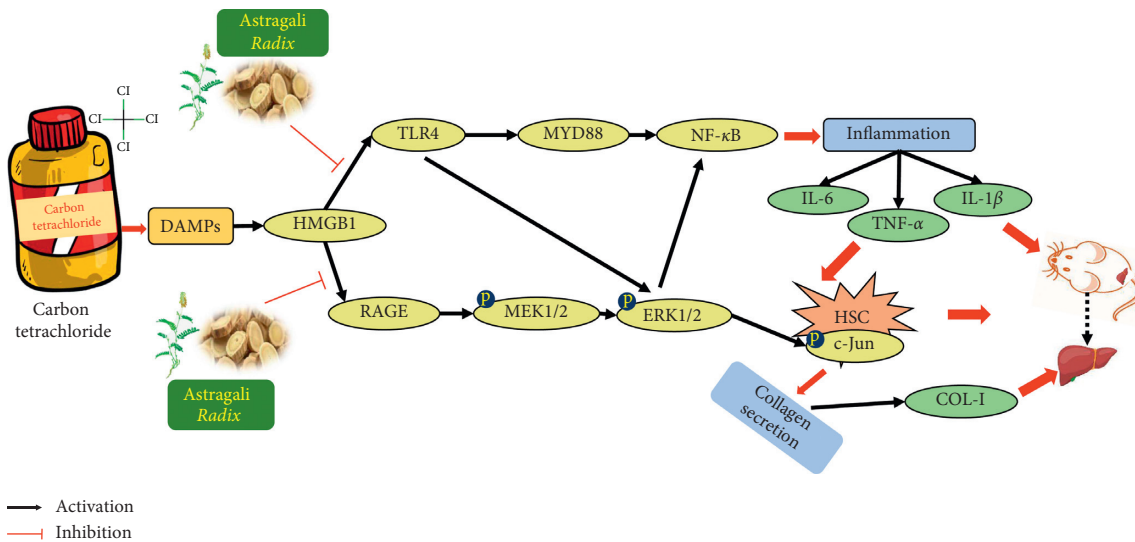 Astragali
Radix
Cl
Cl
Cl
Cl
Carbon
tetrachloride
Carbon
tetrachloride
DAMPs
HMGB1
TLR4
MYD88
NF-κB
Inflammation
IL-6
TNF-α
IL-1β
RAGE
P
MEK1/2
P
ERK1/2
HSC
P
c-Jun
Collagen
secretion
COL-I
Astragali
Radix
Activation
Inhibition